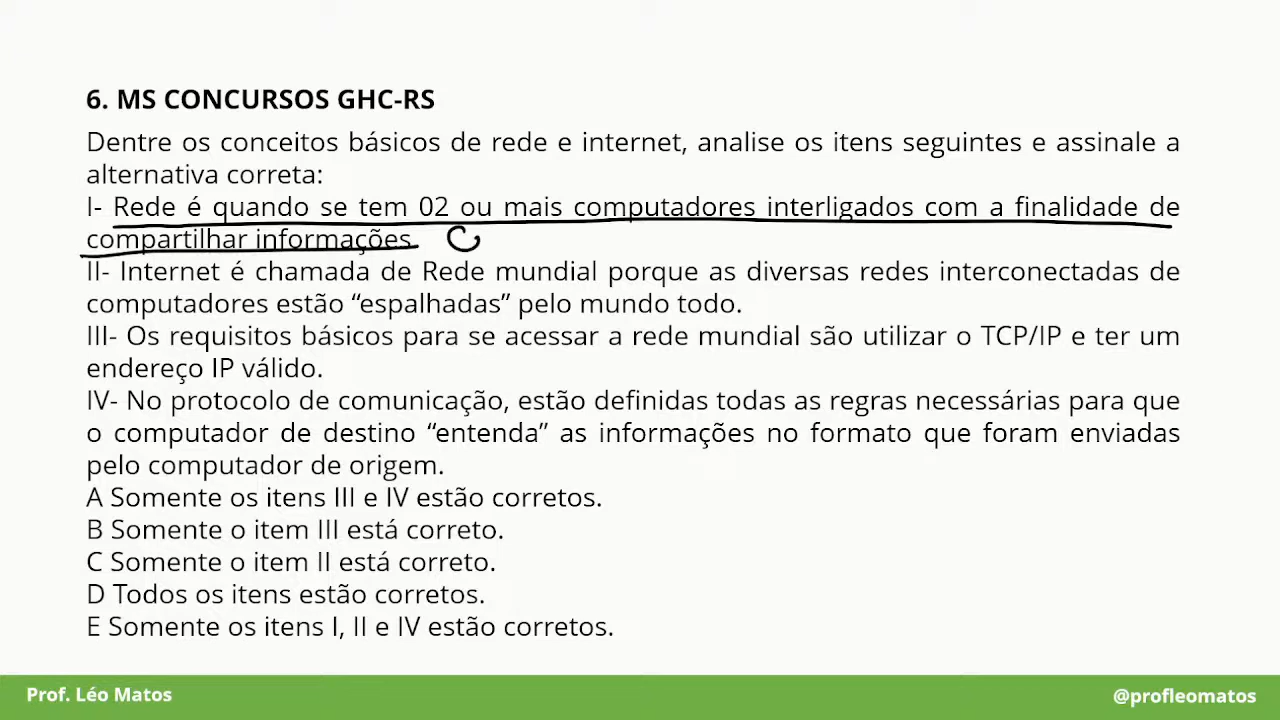 6. MS CONCURSOS GHC-RS
Dentre os conceitos básicos de rede e internet, analise os itens seguintes e assinale a
alternativa correta:
I- Rede é quando se tem 02 ou mais computadores interligados com a finalidade de
compartilhar informações. C
II- Internet é chamada de Rede mundial porque as diversas redes interconectadas de
computadores estão “espalhadas” pelo mundo todo.
III- Os requisitos básicos para se acessar a rede mundial são utilizar o TCP/IP e ter um
endereço IP válido.
IV- No protocolo de comunicação, estão definidas todas as regras necessárias para que
o computador de destino “entenda” as informações no formato que foram enviadas
pelo computador de origem.
A Somente os itens III e IV estão corretos.
B Somente o item III está correto.
C Somente o item II está correto.
D Todos os itens estão corretos.
E Somente os itens I, II e IV estão corretos.
Prof. Léo Matos
@profleomatos